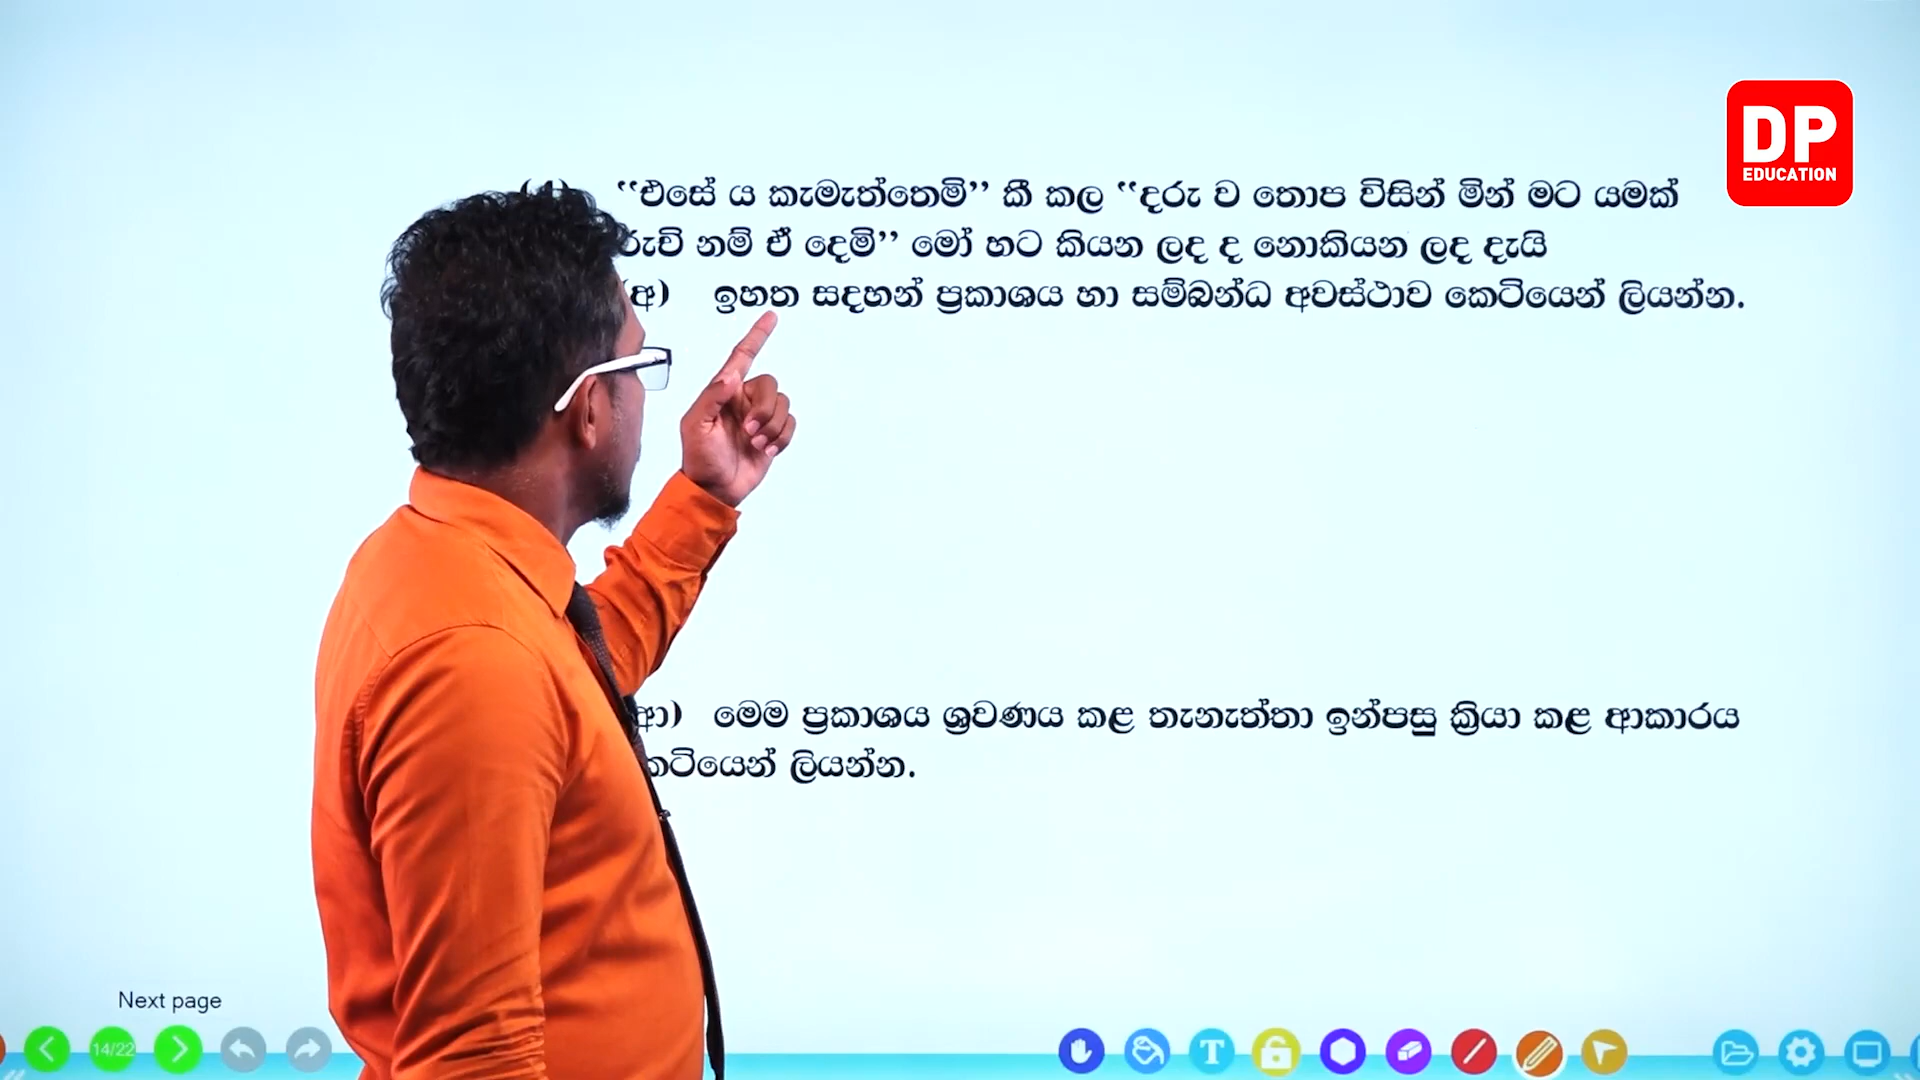 DP
EDUCATION
“එසේ ය කැමැත්තෙමි” කී කල “දරු ව තොප විසින් මින් මට යමක්
රුචි නම් ඒ දෙමි” මෝ හට කියන ලද ද නොකියන ලද දැයි
(අ) ඉහත සදහන් ප්‍රකාශය හා සම්බන්ධ අවස්ථාව කෙටියෙන් ලියන්න.
මෙම ප්‍රකාශය ශ්‍රවණය කළ තැනැත්තා ඉන්පසු ක්‍රියා කළ ආකාරය
ලියන්න.
Next page
14/22
T